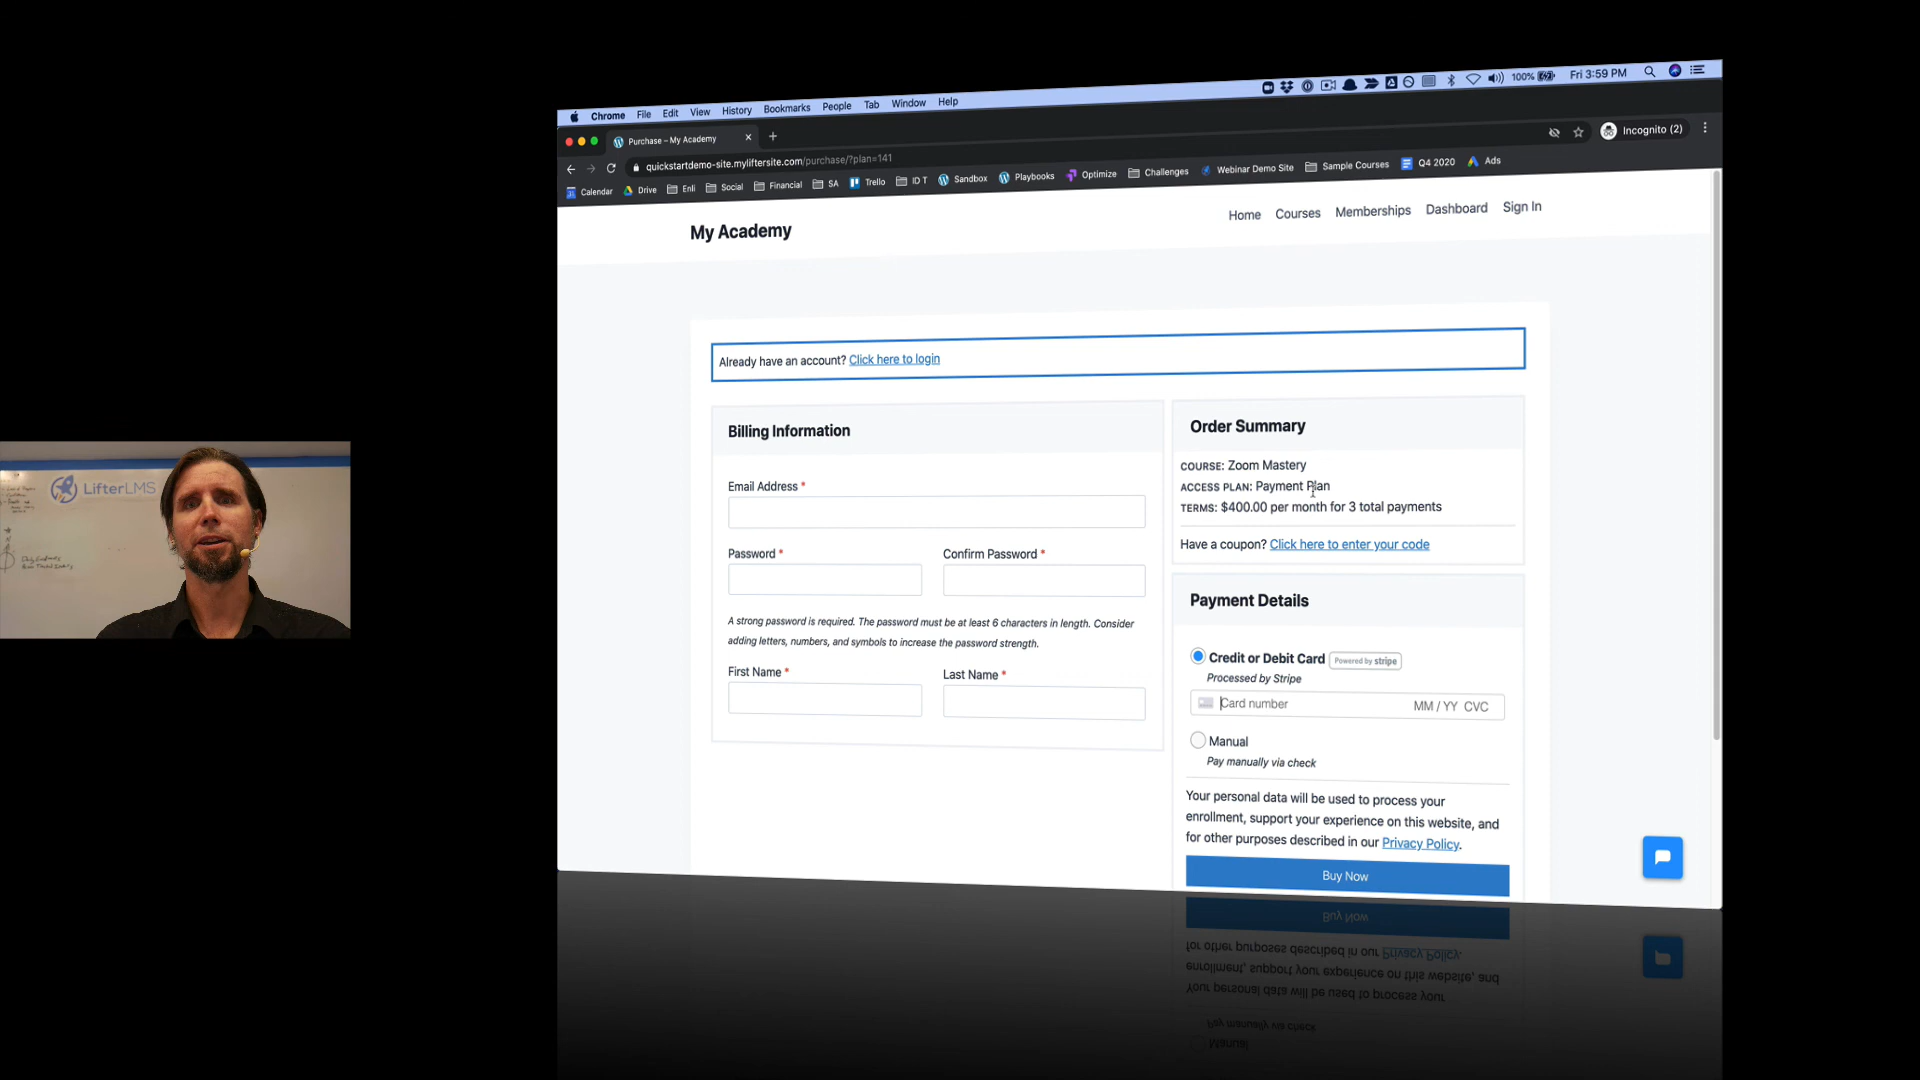 Chrome File Edit View History Bookmarks People Tab Window Help
100% Fri 3:59 PM
Purchase – My Academy
quickstartdemo-site.myliftersite.com/purchase/?plan=141
Incognito (2)
Calendar Drive Enli Social Financial SA Trello ID T Sandbox Playbooks Optimize Challenges Webinar Demo Site Sample Courses Q4 2020 Ads
My Academy
Home Courses Memberships Dashboard Sign In
Already have an account? Click here to login
Billing Information
Email Address *
Password * Confirm Password *
A strong password is required. The password must be at least 6 characters in length. Consider
adding letters, numbers, and symbols to increase the password strength.
First Name * Last Name *
Order Summary
COURSE: Zoom Mastery
ACCESS PLAN: Payment Plan
TERMS: $400.00 per month for 3 total payments
Have a coupon? Click here to enter your code
Payment Details
Credit or Debit Card Powered by stripe
Processed by Stripe
Card number MM / YY CVC
Manual
Pay manually via check
Your personal data will be used to process your
enrollment, support your experience on this website, and
for other purposes described in our Privacy Policy.
Buy Now
LifterLMS